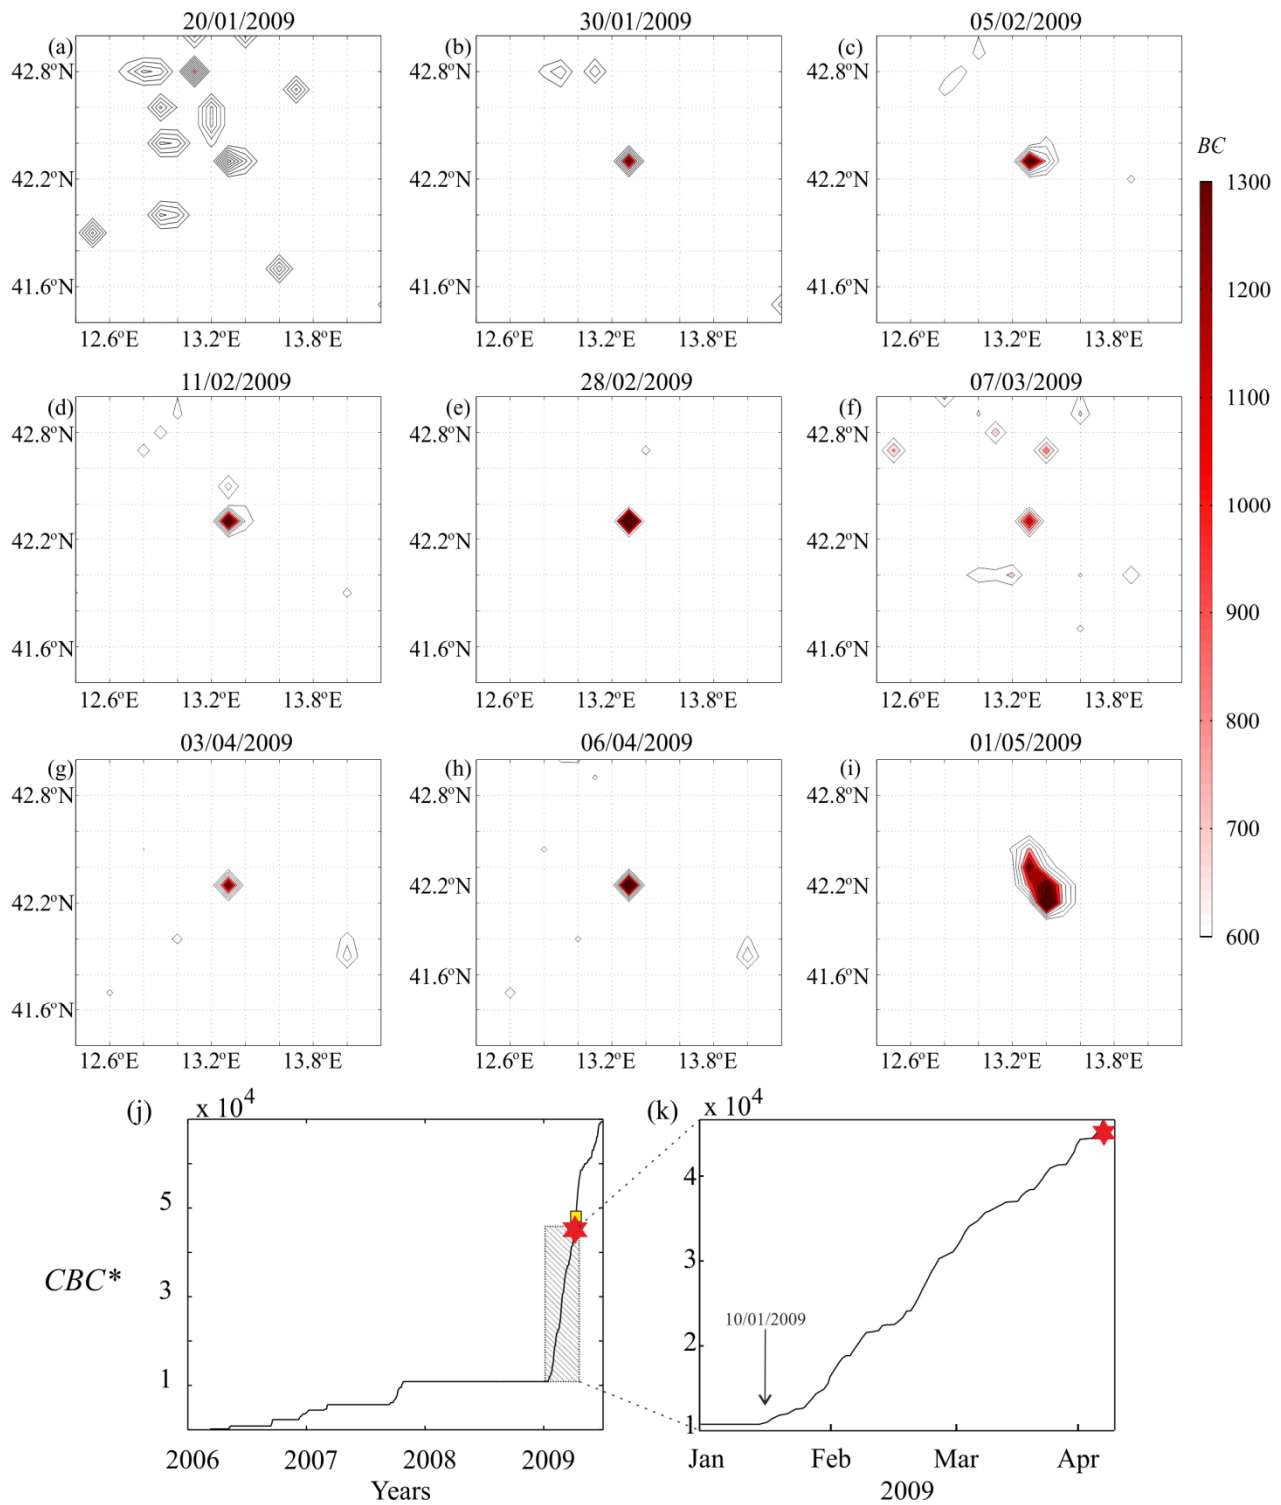 20/01/2009 30/01/2009 05/02/2009
(a) (b) (c)
42.8ºN 42.8ºN 42.8ºN
42.2ºN 42.2ºN 42.2ºN
41.6ºN 41.6ºN 41.6ºN
12.6ºE 13.2ºE 13.8ºE 12.6ºE 13.2ºE 13.8ºE 12.6ºE 13.2ºE 13.8ºE
11/02/2009 28/02/2009 07/03/2009
(d) (e) (f)
42.8ºN 42.8ºN 42.8ºN
42.2ºN 42.2ºN 42.2ºN
41.6ºN 41.6ºN 41.6ºN
12.6ºE 13.2ºE 13.8ºE 12.6ºE 13.2ºE 13.8ºE 12.6ºE 13.2ºE 13.8ºE
03/04/2009 06/04/2009 01/05/2009
(g) (h) (i)
42.8ºN 42.8ºN 42.8ºN
42.2ºN 42.2ºN 42.2ºN
41.6ºN 41.6ºN 41.6ºN
12.6ºE 13.2ºE 13.8ºE 12.6ºE 13.2ºE 13.8ºE 12.6ºE 13.2ºE 13.8ºE
BC
1300
1200
1100
1000
900
800
700
600
(j) x 10⁴
5
3
1
CBC*
2006 2007 2008 2009
Years
(k) x 10⁴
4
3
2
1
10/01/2009
Jan Feb Mar Apr
2009